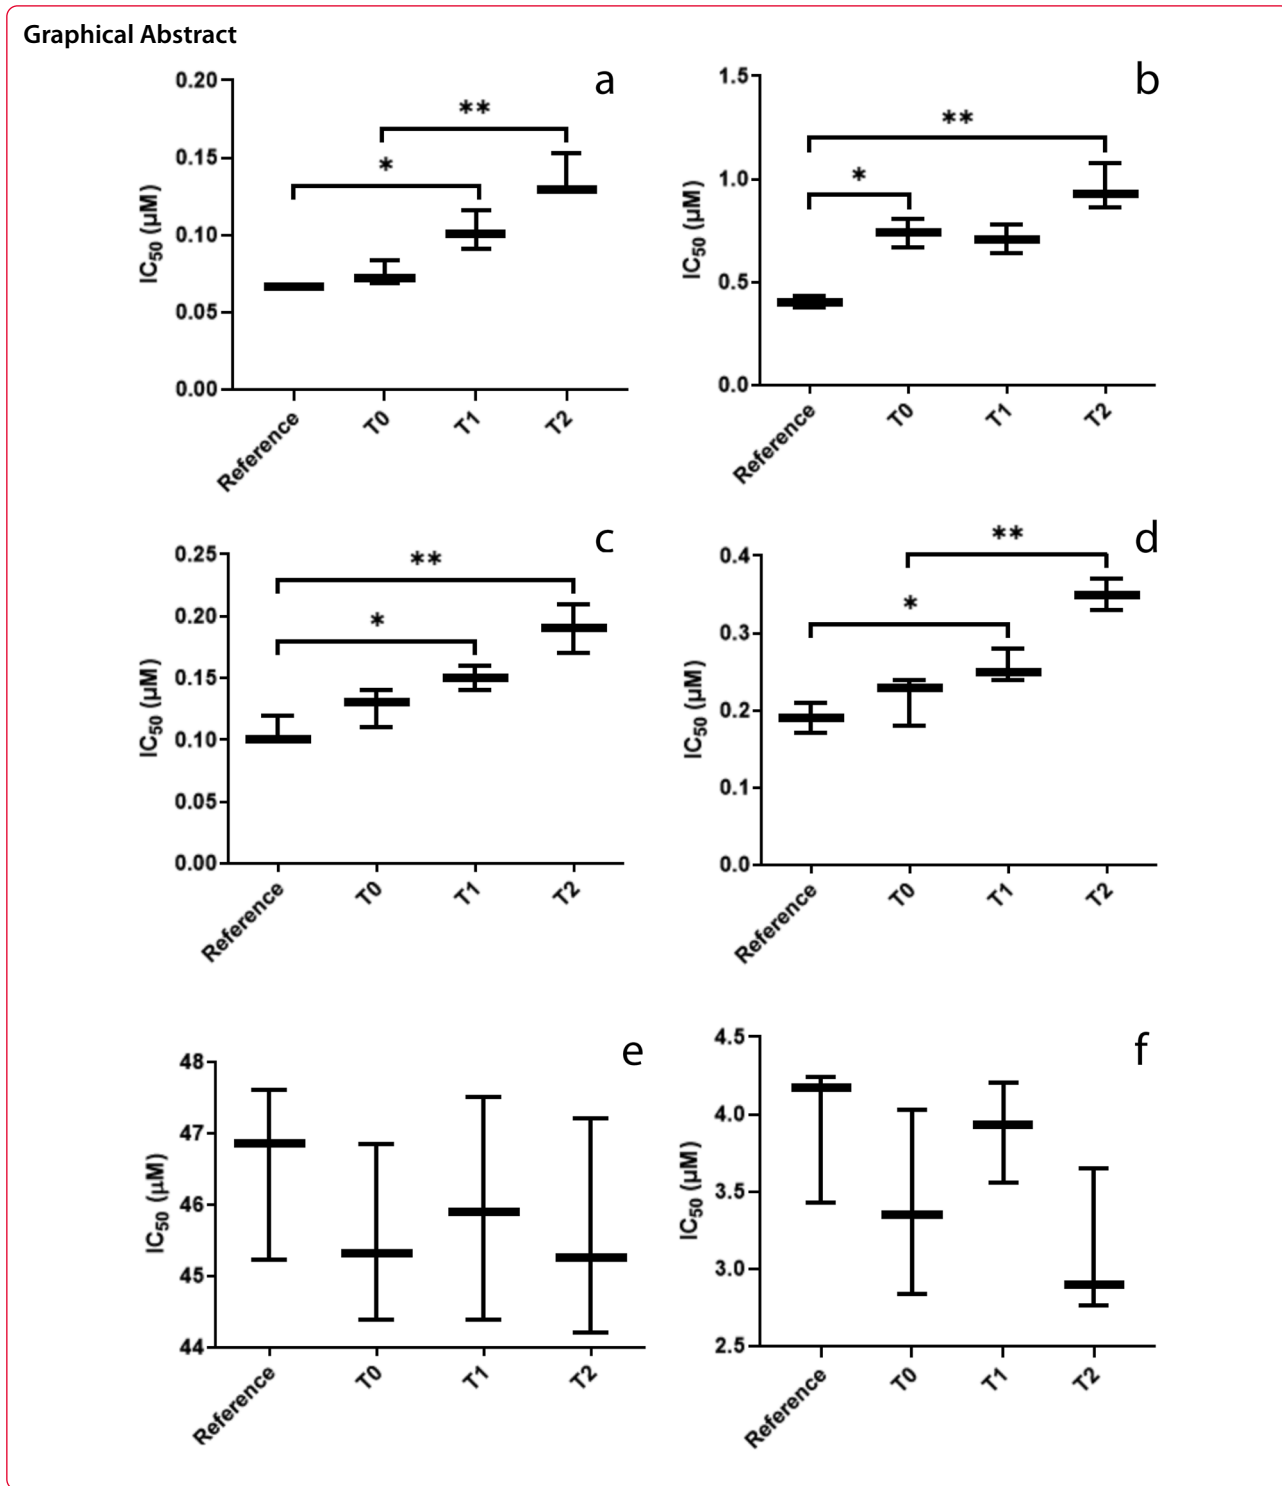 Graphical Abstract
a
0.20
0.15
0.10
0.05
0.00
IC50 (µM)
*
**
Reference
T0
T1
T2
b
1.5
1.0
0.5
0.0
IC50 (µM)
*
**
Reference
T0
T1
T2
c
0.25
0.20
0.15
0.10
0.05
0.00
IC50 (µM)
*
**
Reference
T0
T1
T2
d
0.4
0.3
0.2
0.1
0.0
IC50 (µM)
*
**
Reference
T0
T1
T2
e
48
47
46
45
44
IC50 (µM)
Reference
T0
T1
T2
f
4.5
4.0
3.5
3.0
2.5
IC50 (µM)
Reference
T0
T1
T2